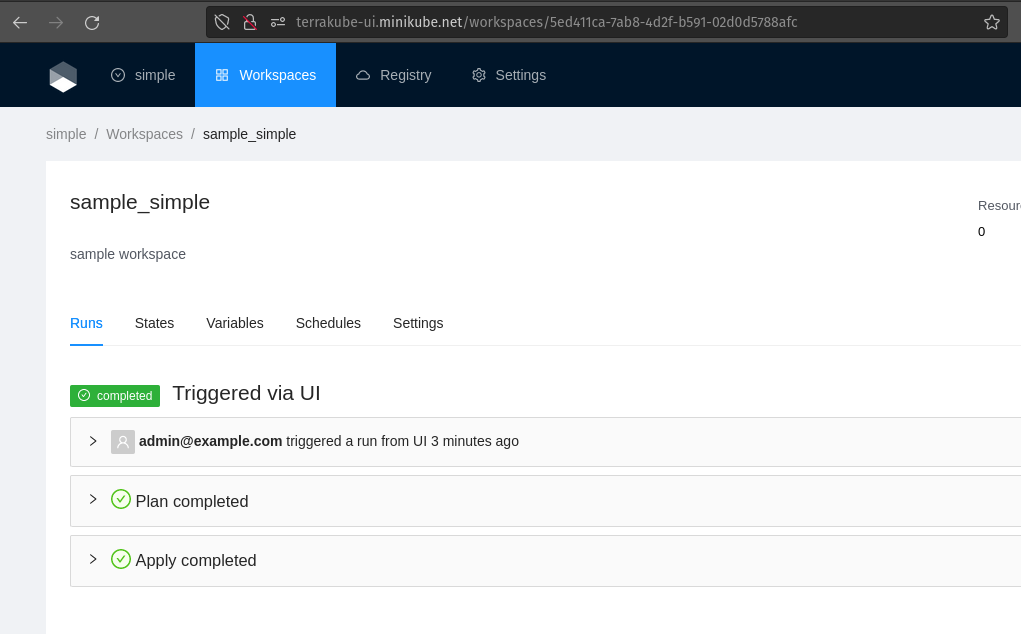 terrakube-ui.minikube.net/workspaces/5ed411ca-7ab8-4d2f-b591-02d0d5788afc
simple Workspaces Registry Settings
simple / Workspaces / sample_simple
sample_simple
Resour
0
sample workspace
Runs States Variables Schedules Settings
completed Triggered via UI
admin@example.com triggered a run from UI 3 minutes ago
Plan completed
Apply completed